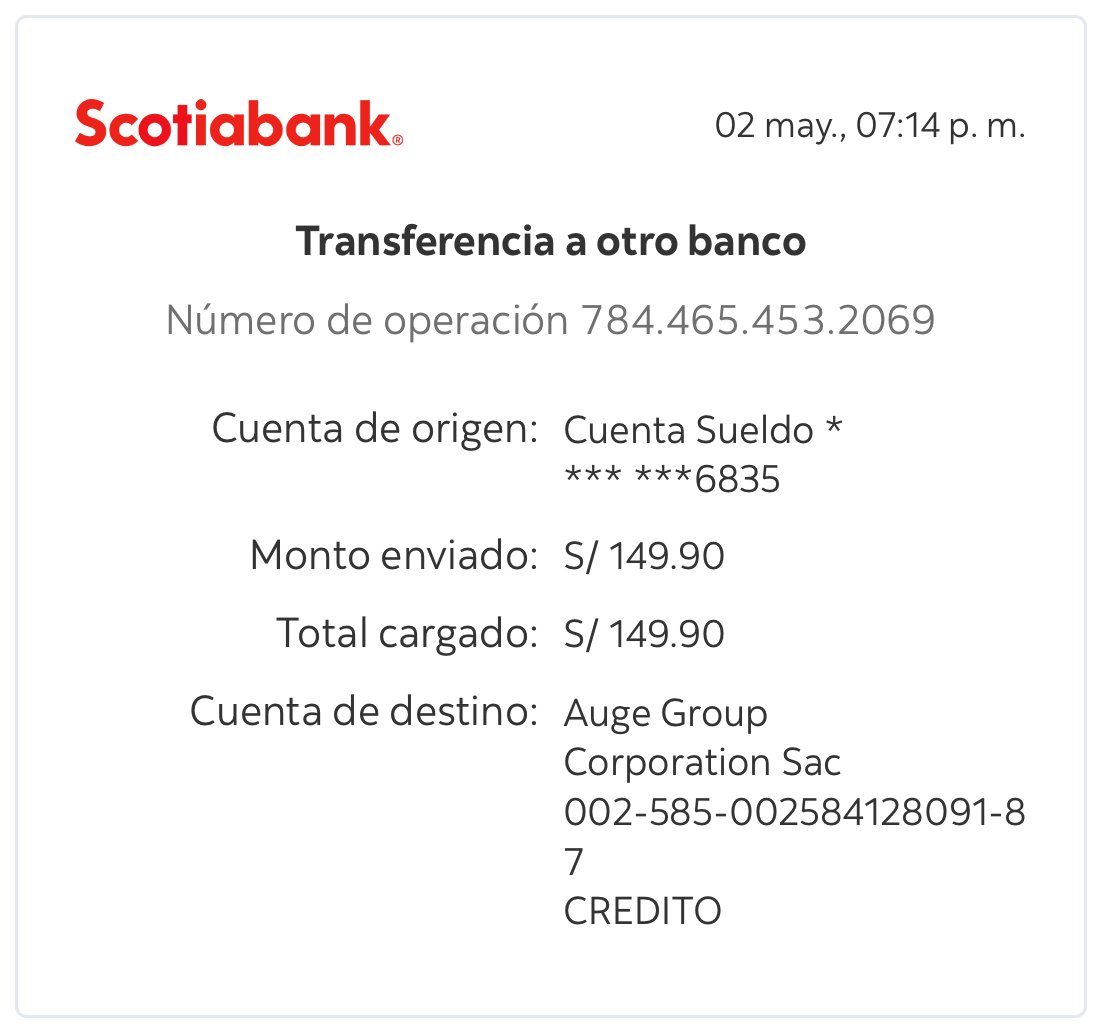 Scotiabank®
02 may., 07:14 p. m.
Transferencia a otro banco
Número de operación 784.465.453.2069
Cuenta de origen: Cuenta Sueldo *
*** ***6835
Monto enviado: S/ 149.90
Total cargado: S/ 149.90
Cuenta de destino: Auge Group
Corporation Sac
002-585-002584128091-8
7
CREDITO